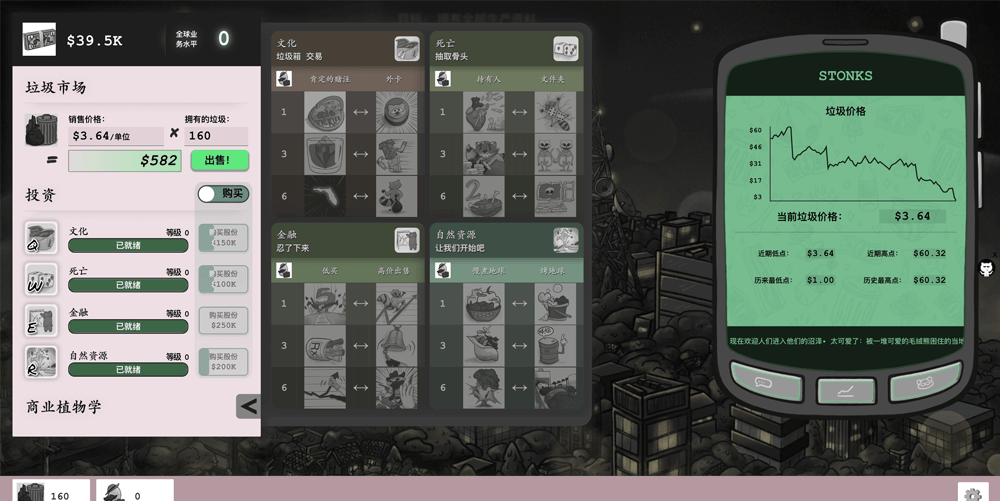 $39.5K
全球业
务水平
0
垃圾市场
销售价格:
拥有的垃圾:
$3.64/单位
×
160
=
$582
出售!
投资
购买
文化
等级 0
已就绪
Q
购买股份
$150K
死亡
等级 0
已就绪
W
购买股份
$100K
金融
等级 0
已就绪
E
购买股份
$250K
自然资源
等级 0
已就绪
R
购买股份
$200K
商业植物学
<
文化
垃圾箱 交易
肯定的赌注
外卡
1
3
6
死亡
抽取骨头
持有人
文件夹
1
3
6
金融
忍了下来
低买
高价出售
1
3
6
自然资源
让我们开始吧
慢煮地球
烤地球
1
3
6
STONKS
垃圾价格
$60
$46
$31
$17
$3
当前垃圾价格:
$3.64
近期低点:
$3.64
近期高点:
$60.32
历来最低点:
$1.00
历史最高点:
$60.32
现在欢迎人们进入他们的沼泽• 太可爱了: 被一堆可爱的毛绒熊困住的当地
160
0